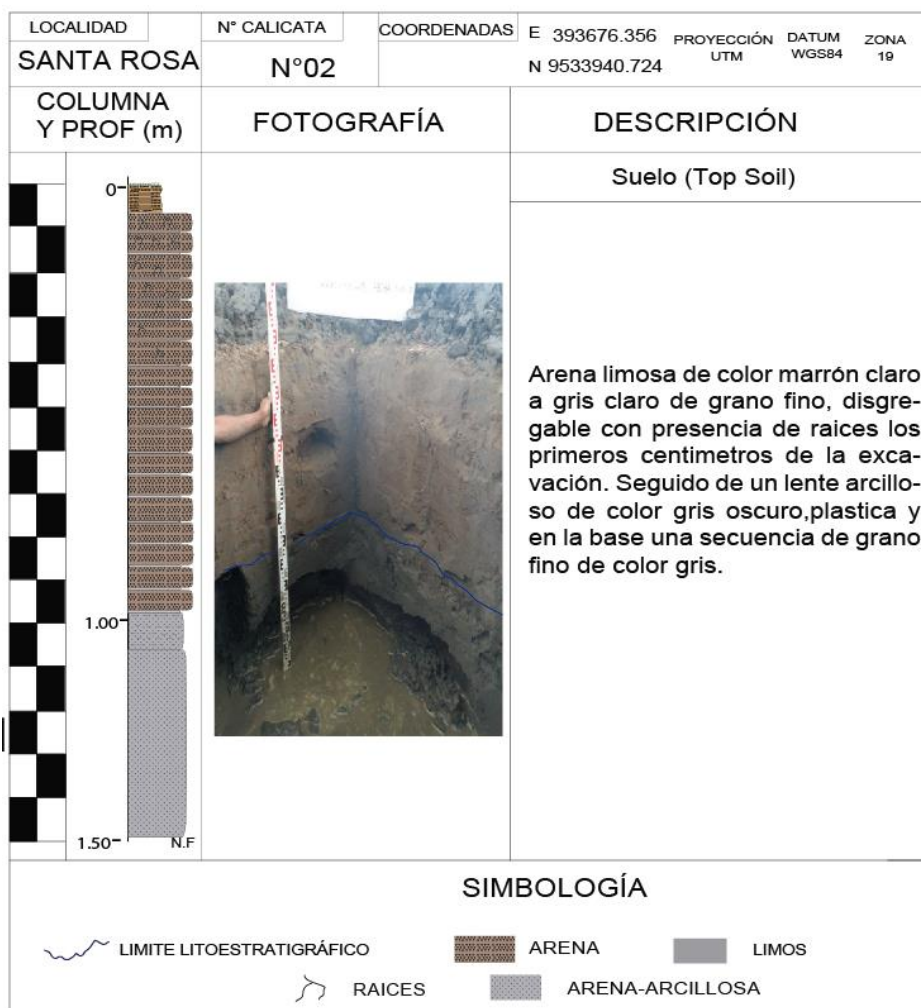 LOCALIDAD
SANTA ROSA
N° CALICATA
N°02
COORDENADAS
E 393676.356
N 9533940.724
PROYECCIÓN
UTM
DATUM
WGS84
ZONA
19
COLUMNA
Y PROF (m)
FOTOGRAFÍA
DESCRIPCIÓN
Suelo (Top Soil)
0
1.00
1.50
N.F
Arena limosa de color marrón claro
a gris claro de grano fino, disgre-
gable con presencia de raices los
primeros centimetros de la exca-
vación. Seguido de un lente arcillo-
so de color gris oscuro,plastica y
en la base una secuencia de grano
fino de color gris.
SIMBOLOGÍA
LIMITE LITOESTRATIGRÁFICO
ARENA
LIMOS
RAICES
ARENA-ARCILLOSA